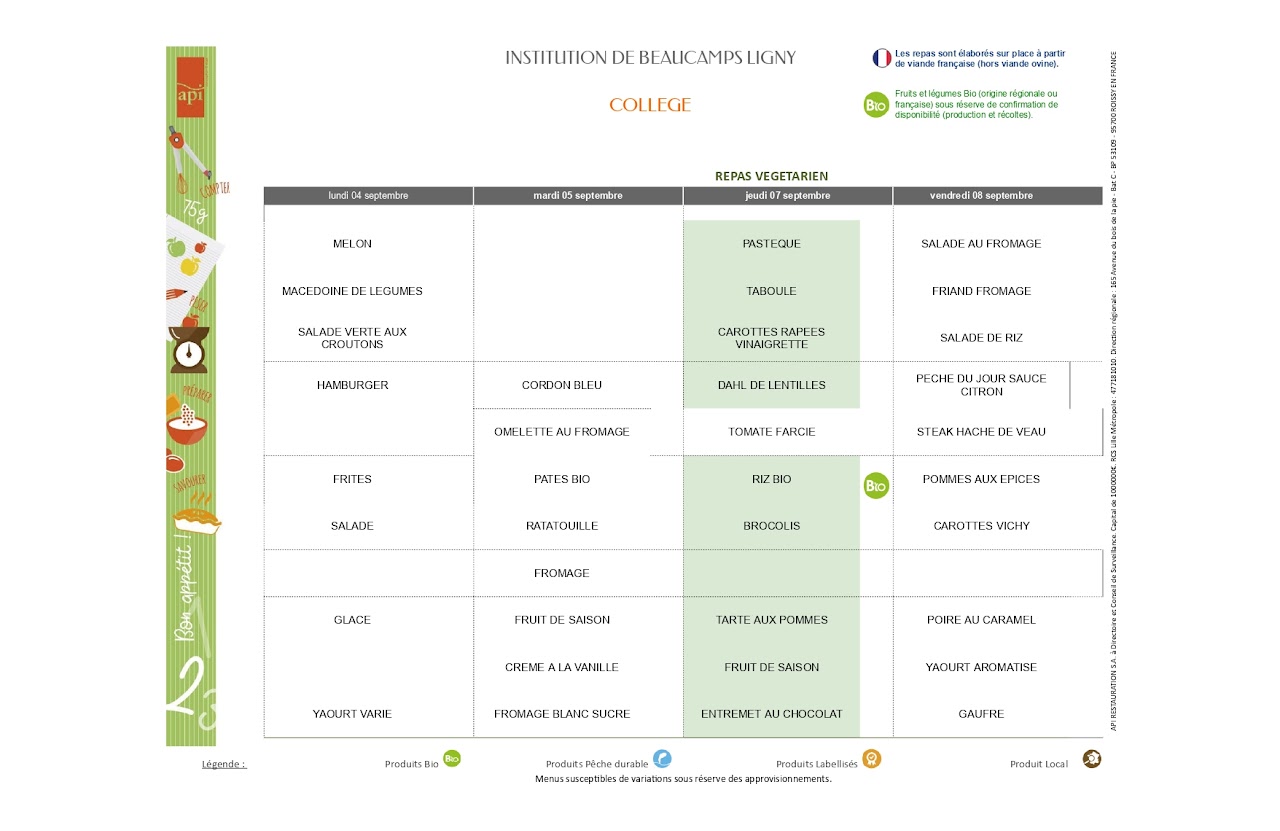 INSTITUTION DE BEAUCAMPS LIGNY
COLLEGE
Les repas sont élaborés sur place à partir
de viande française (hors viande ovine).
Bio
Fruits et légumes Bio (origine régionale ou
française) sous réserve de confirmation de
disponibilité (production et récoltes).
api
COMPTER
75g
PESER
PRÉPARER
SAVOURER
Bon appétit !
2
3
REPAS VEGETARIEN
lundi 04 septembre
mardi 05 septembre
jeudi 07 septembre
vendredi 08 septembre
MELON
PASTEQUE
SALADE AU FROMAGE
MACEDOINE DE LEGUMES
TABOULE
FRIAND FROMAGE
SALADE VERTE AUX
CROUTONS
CAROTTES RAPEES
VINAIGRETTE
SALADE DE RIZ
HAMBURGER
CORDON BLEU
DAHL DE LENTILLES
PECHE DU JOUR SAUCE
CITRON
OMELETTE AU FROMAGE
TOMATE FARCIE
STEAK HACHE DE VEAU
FRITES
PATES BIO
RIZ BIO
Bio
POMMES AUX EPICES
SALADE
RATATOUILLE
BROCOLIS
CAROTTES VICHY
FROMAGE
GLACE
FRUIT DE SAISON
TARTE AUX POMMES
POIRE AU CARAMEL
CREME A LA VANILLE
FRUIT DE SAISON
YAOURT AROMATISE
YAOURT VARIE
FROMAGE BLANC SUCRE
ENTREMET AU CHOCOLAT
GAUFRE
Légende :
Produits Bio
Bio
Produits Pêche durable
Produits Labellisés
Produit Local
Menus susceptibles de variations sous réserve des approvisionnements.
API RESTAURATION S.A. à Directoire et Conseil de Surveillance. Capital de 1000000€. RCS Lille Métropole : 477181010. Direction régionale : 165 Avenue du bois de la pie - Bat C - BP 53109 - 95700 ROISSY EN FRANCE